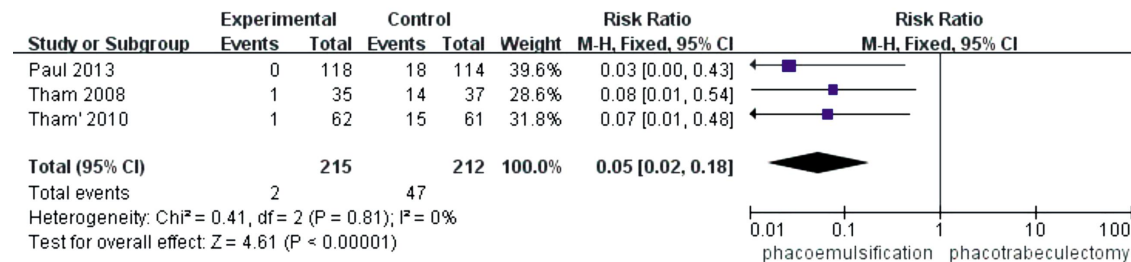 Experimental Control Risk Ratio Risk Ratio
Study or Subgroup Events Total Events Total Weight M-H, Fixed, 95% CI M-H, Fixed, 95% CI
Paul 2013 0 118 18 114 39.6% 0.03 [0.00, 0.43]
Tham 2008 1 35 14 37 28.6% 0.08 [0.01, 0.54]
Tham' 2010 1 62 15 61 31.8% 0.07 [0.01, 0.48]
Total (95% CI) 215 212 100.0% 0.05 [0.02, 0.18]
Total events 2 47
Heterogeneity: Chi² = 0.41, df = 2 (P = 0.81); I² = 0%
Test for overall effect: Z = 4.61 (P < 0.00001)
0.01 0.1 1 10 100
phacoemulsification phacotrabeculectomy